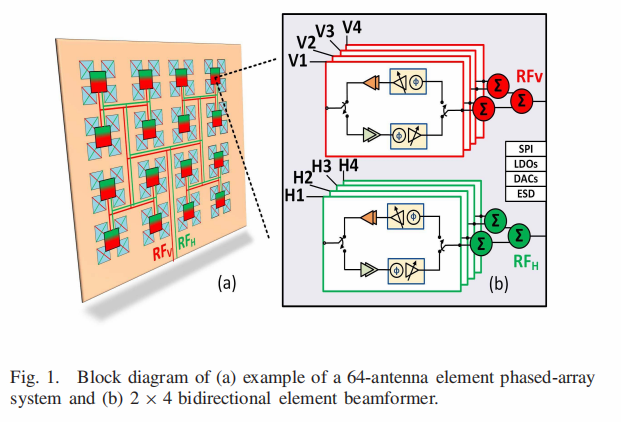 V1
V2
V3
V4
RFv
Φ
Φ
Σ
Σ
Σ
SPI
LDOs
DACs
ESD
H1
H2
H3
H4
Φ
Φ
Σ
Σ
Σ
RFH
RFV
RFH
(a)
(b)
Fig. 1. Block diagram of (a) example of a 64-antenna element phased-array
system and (b) 2 × 4 bidirectional element beamformer.